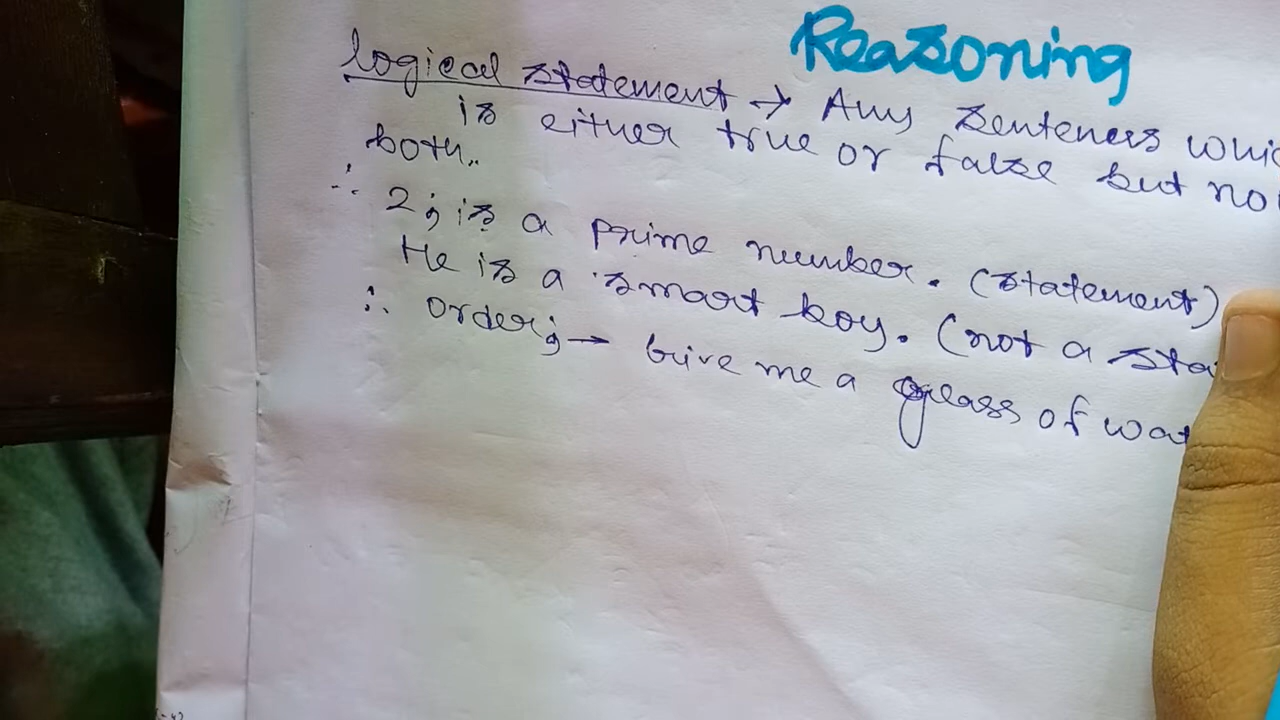 Reasoning
logical statement → Any sentences whic
is either true or false but no
both..
∴ 2, is a prime number. (statement)
He is a smart boy. (not a sta
∴ order, → Give me a glass of wat